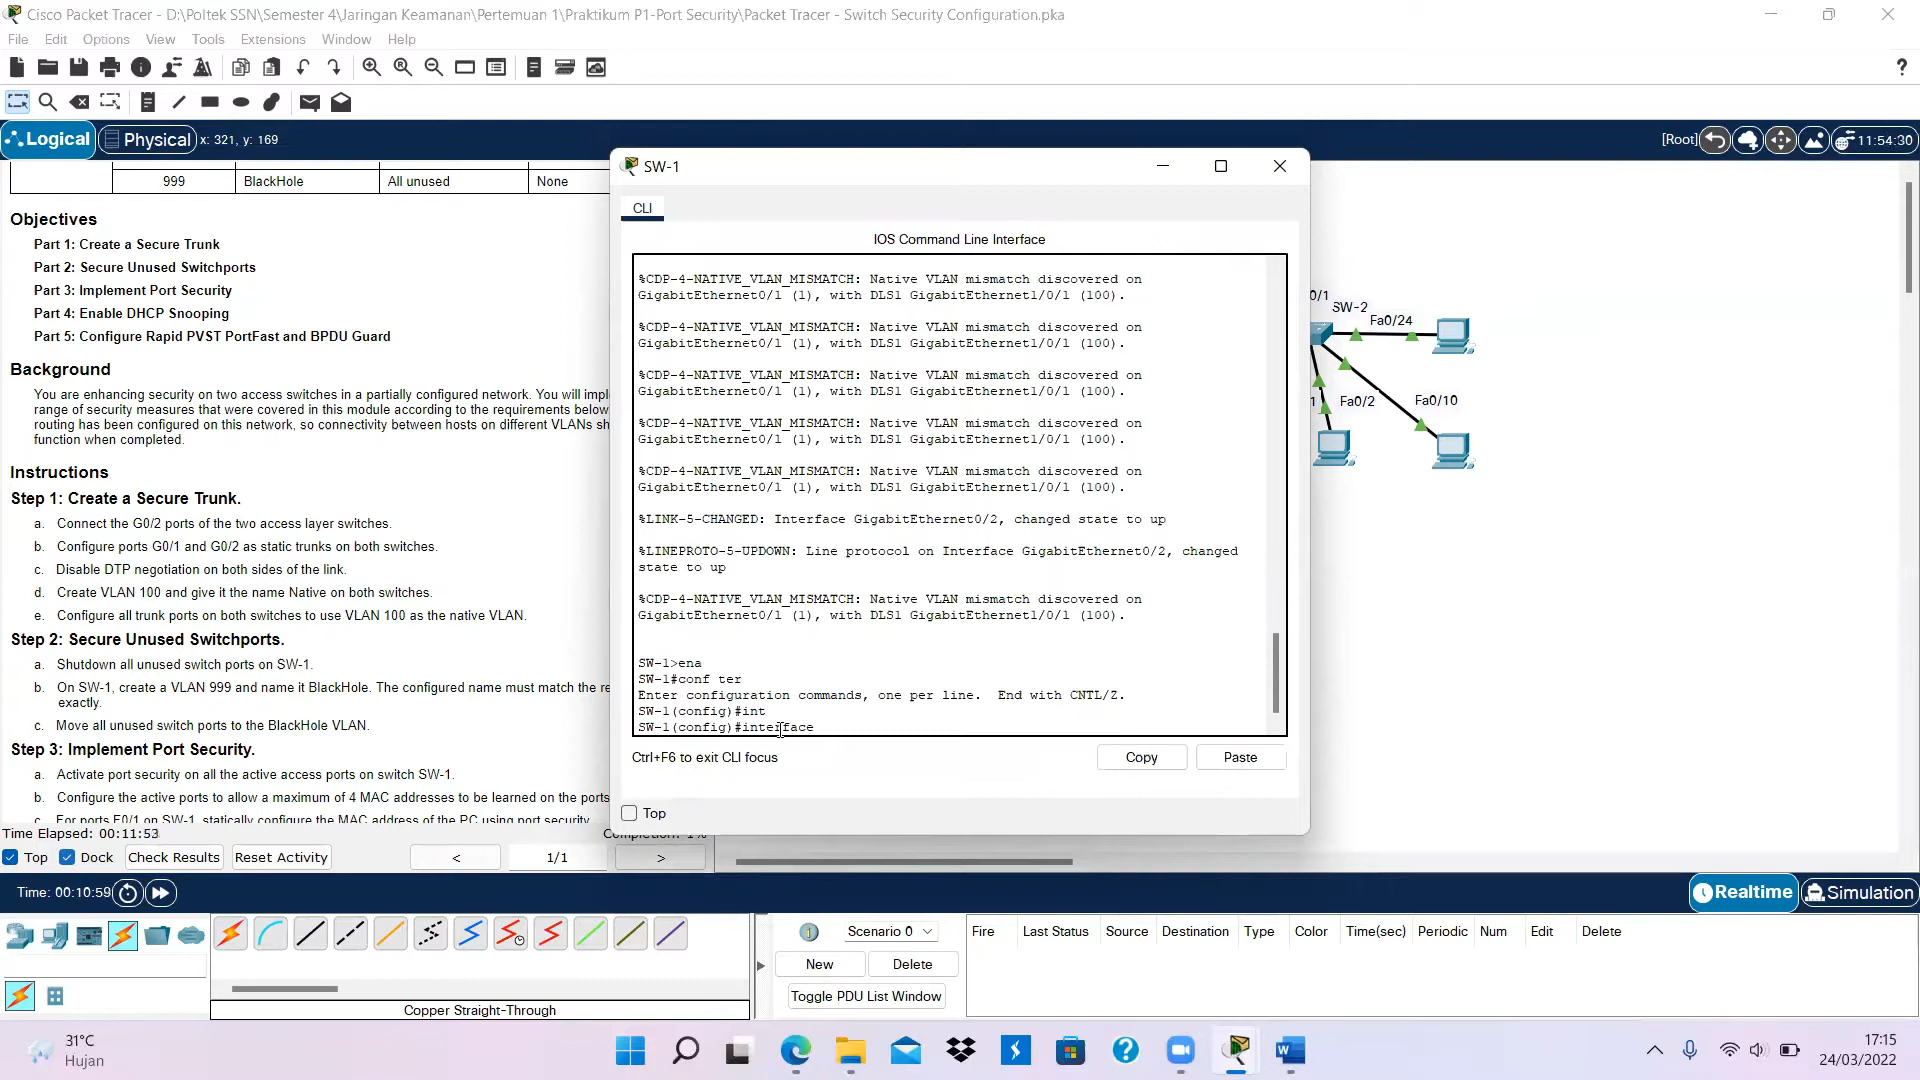 Cisco Packet Tracer - D:\Poltek SSN\Semester 4\Jaringan Keamanan\Pertemuan 1\Praktikum P1-Port Security\Packet Tracer - Switch Security Configuration.pka
File Edit Options View Tools Extensions Window Help
?
Logical Physical x: 321, y: 169
[Root] 11:54:30
999 BlackHole All unused None
Objectives
Part 1: Create a Secure Trunk
Part 2: Secure Unused Switchports
Part 3: Implement Port Security
Part 4: Enable DHCP Snooping
Part 5: Configure Rapid PVST PortFast and BPDU Guard
Background
You are enhancing security on two access switches in a partially configured network. You will impl
range of security measures that were covered in this module according to the requirements below
routing has been configured on this network, so connectivity between hosts on different VLANs sh
function when completed.
Instructions
Step 1: Create a Secure Trunk.
a. Connect the G0/2 ports of the two access layer switches.
b. Configure ports G0/1 and G0/2 as static trunks on both switches.
c. Disable DTP negotiation on both sides of the link.
d. Create VLAN 100 and give it the name Native on both switches.
e. Configure all trunk ports on both switches to use VLAN 100 as the native VLAN.
Step 2: Secure Unused Switchports.
a. Shutdown all unused switch ports on SW-1.
b. On SW-1, create a VLAN 999 and name it BlackHole. The configured name must match the re
exactly.
c. Move all unused switch ports to the BlackHole VLAN.
Step 3: Implement Port Security.
a. Activate port security on all the active access ports on switch SW-1.
b. Configure the active ports to allow a maximum of 4 MAC addresses to be learned on the ports
c. For ports F0/1 on SW-1, statically configure the MAC address of the PC using port security.
Time Elapsed: 00:11:53 Completion: 1%
Top Dock Check Results Reset Activity < 1/1 >
SW-1
CLI
IOS Command Line Interface
%CDP-4-NATIVE_VLAN_MISMATCH: Native VLAN mismatch discovered on
GigabitEthernet0/1 (1), with DLS1 GigabitEthernet1/0/1 (100).
%CDP-4-NATIVE_VLAN_MISMATCH: Native VLAN mismatch discovered on
GigabitEthernet0/1 (1), with DLS1 GigabitEthernet1/0/1 (100).
%CDP-4-NATIVE_VLAN_MISMATCH: Native VLAN mismatch discovered on
GigabitEthernet0/1 (1), with DLS1 GigabitEthernet1/0/1 (100).
%CDP-4-NATIVE_VLAN_MISMATCH: Native VLAN mismatch discovered on
GigabitEthernet0/1 (1), with DLS1 GigabitEthernet1/0/1 (100).
%CDP-4-NATIVE_VLAN_MISMATCH: Native VLAN mismatch discovered on
GigabitEthernet0/1 (1), with DLS1 GigabitEthernet1/0/1 (100).
%LINK-5-CHANGED: Interface GigabitEthernet0/2, changed state to up
%LINEPROTO-5-UPDOWN: Line protocol on Interface GigabitEthernet0/2, changed
state to up
%CDP-4-NATIVE_VLAN_MISMATCH: Native VLAN mismatch discovered on
GigabitEthernet0/1 (1), with DLS1 GigabitEthernet1/0/1 (100).
SW-1>ena
SW-1#conf ter
Enter configuration commands, one per line. End with CNTL/Z.
SW-1(config)#int
SW-1(config)#interface
Ctrl+F6 to exit CLI focus
Copy Paste
Top
0/1
SW-2
Fa0/24
1 Fa0/2
Fa0/10
Time: 00:10:59
Realtime Simulation
Scenario 0
New Delete
Toggle PDU List Window
Fire Last Status Source Destination Type Color Time(sec) Periodic Num Edit Delete
Copper Straight-Through
31°C
Hujan
17:15
24/03/2022